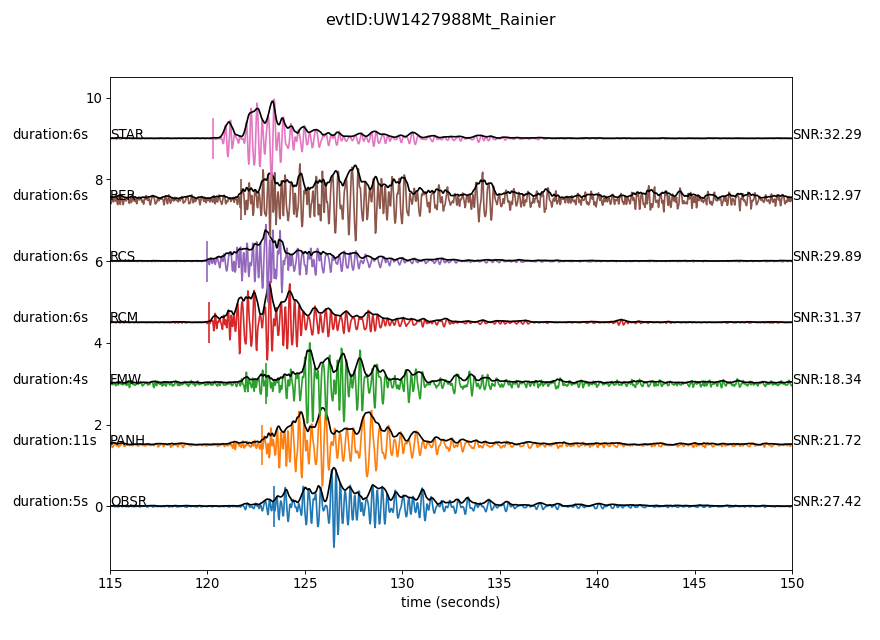 evtID:UW1427988Mt_Rainier
10
duration:6s STAR SNR:32.29
8
duration:6s RER SNR:12.97
duration:6s RCS SNR:29.89
6
duration:6s RCM SNR:31.37
4
duration:4s FMW SNR:18.34
2
duration:11s PANH SNR:21.72
duration:5s OBSR SNR:27.42
0
115 120 125 130 135 140 145 150
time (seconds)